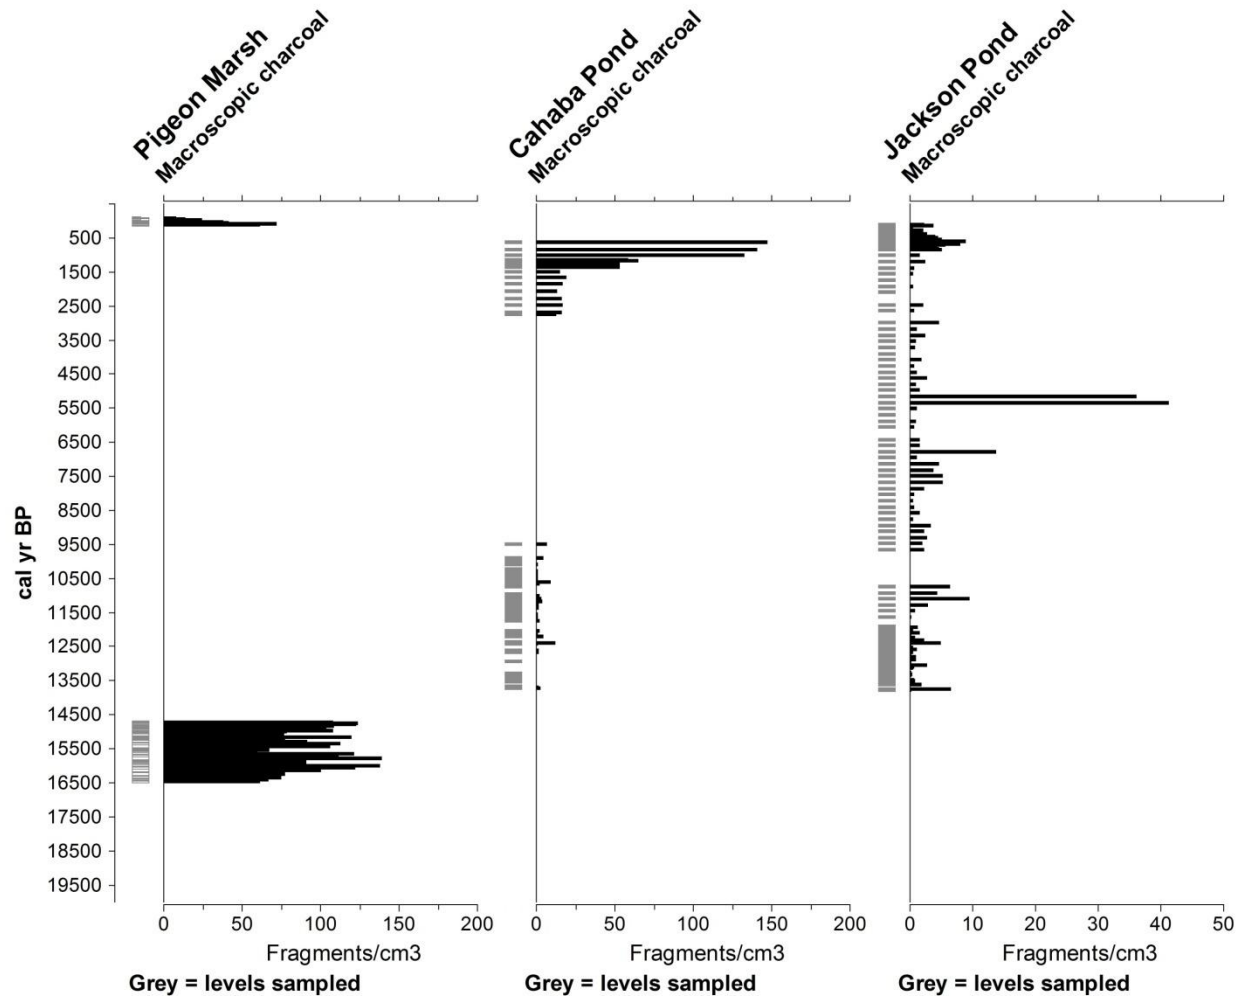 Pigeon Marsh
Macroscopic charcoal
Cahaba Pond
Macroscopic charcoal
Jackson Pond
Macroscopic charcoal
cal yr BP
500
1500
2500
3500
4500
5500
6500
7500
8500
9500
10500
11500
12500
13500
14500
15500
16500
17500
18500
19500
0 50 100 150 200
Fragments/cm3
Grey = levels sampled
0 50 100 150 200
Fragments/cm3
Grey = levels sampled
0 10 20 30 40 50
Fragments/cm3
Grey = levels sampled